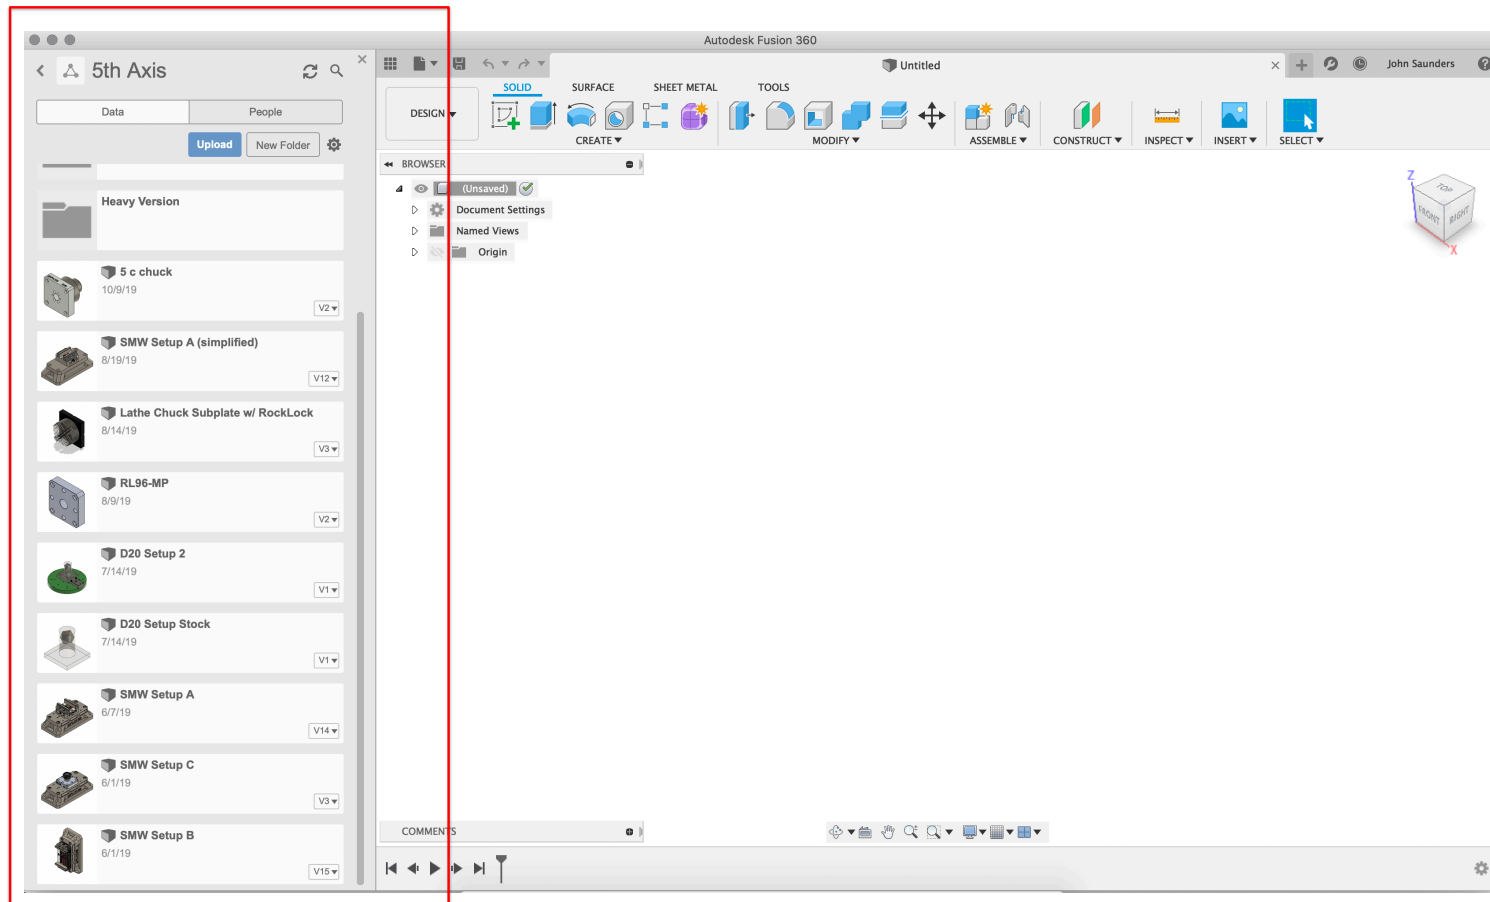 Autodesk Fusion 360
5th Axis
Data People
Upload New Folder
Heavy Version
5 c chuck
10/9/19
V2
SMW Setup A (simplified)
8/19/19
V12
Lathe Chuck Subplate w/ RockLock
8/14/19
V3
RL96-MP
8/9/19
V2
D20 Setup 2
7/14/19
V1
D20 Setup Stock
7/14/19
V1
SMW Setup A
6/7/19
V14
SMW Setup C
6/1/19
V3
SMW Setup B
6/1/19
V15
Untitled
John Saunders
SOLID SURFACE SHEET METAL TOOLS
DESIGN
CREATE MODIFY ASSEMBLE CONSTRUCT INSPECT INSERT SELECT
BROWSER
(Unsaved)
Document Settings
Named Views
Origin
Z
TOP
FRONT RIGHT
X
COMMENTS